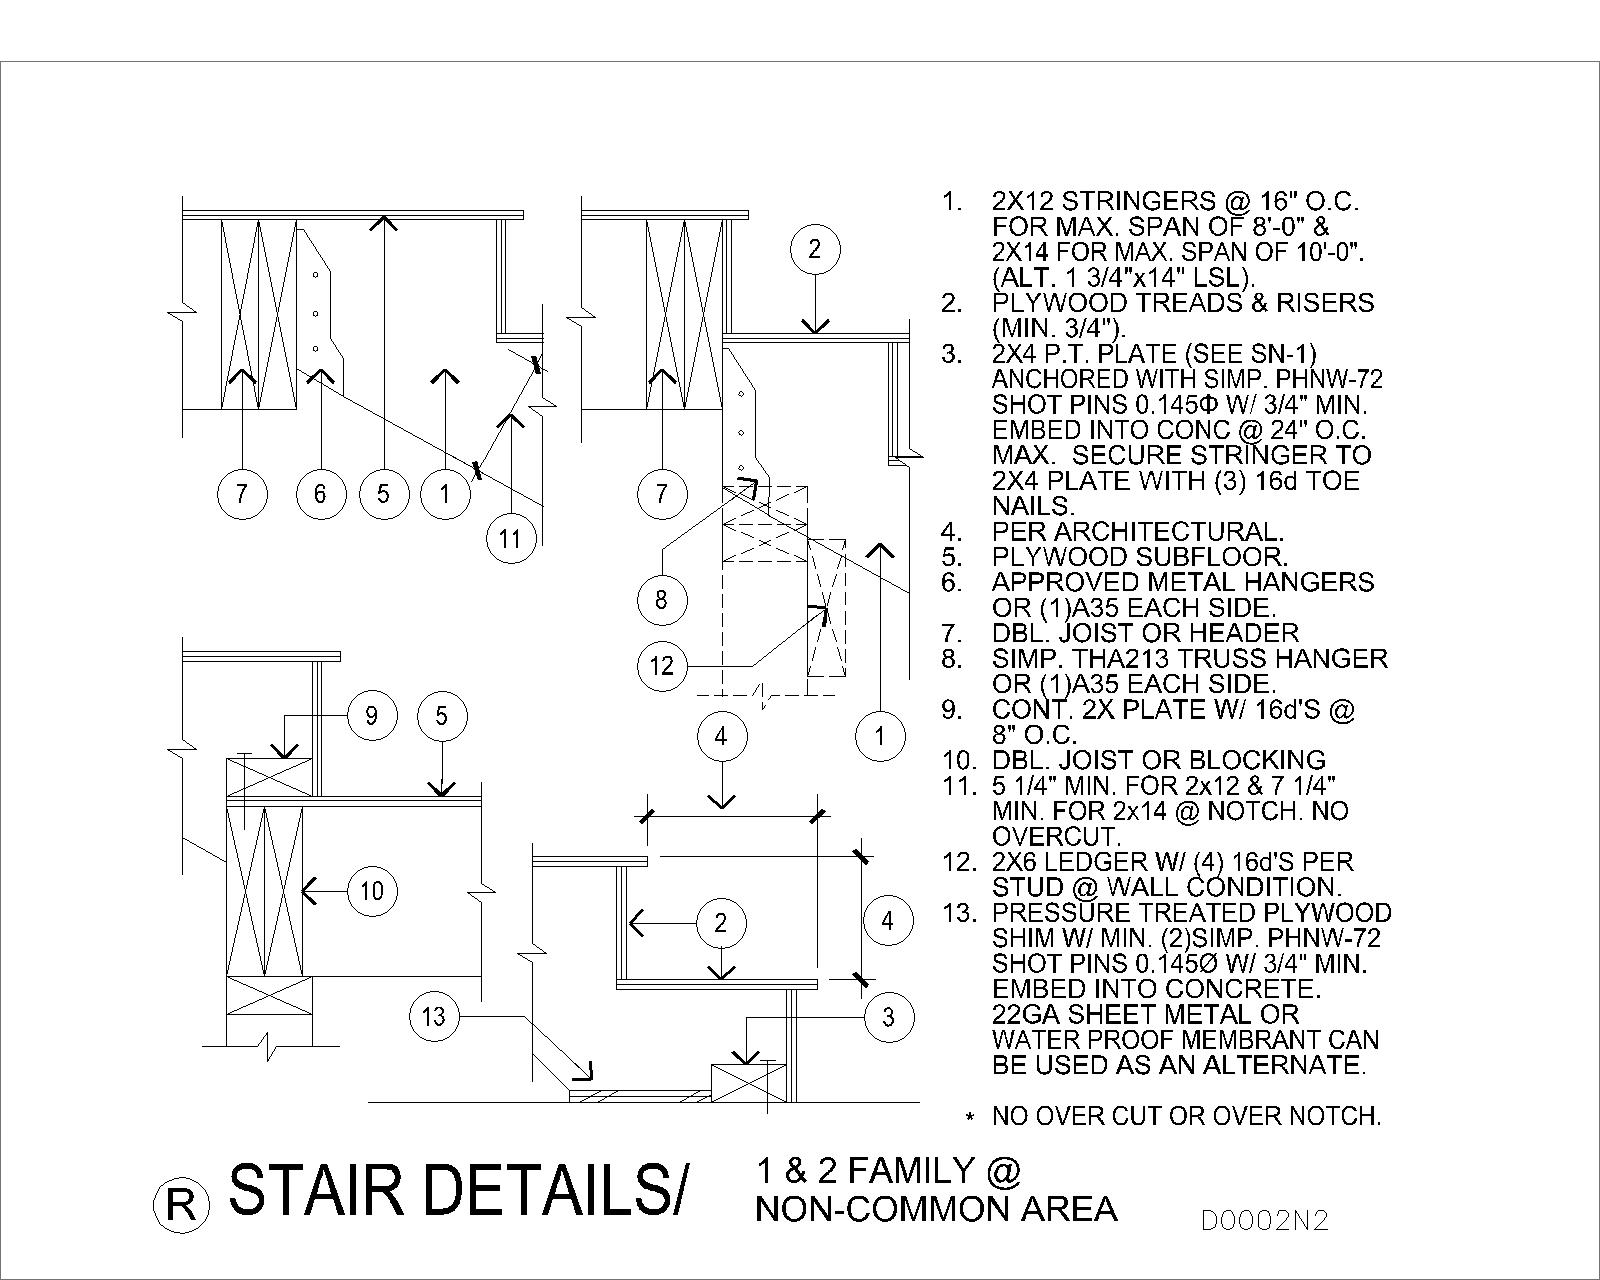 1. 2X12 STRINGERS @ 16" O.C.
FOR MAX. SPAN OF 8'-0" &
2X14 FOR MAX. SPAN OF 10'-0".
(ALT. 1 3/4"x14" LSL).
2. PLYWOOD TREADS & RISERS
(MIN. 3/4").
3. 2X4 P.T. PLATE (SEE SN-1)
ANCHORED WITH SIMP. PHNW-72
SHOT PINS 0.145Φ W/ 3/4" MIN.
EMBED INTO CONC @ 24" O.C.
MAX. SECURE STRINGER TO
2X4 PLATE WITH (3) 16d TOE
NAILS.
4. PER ARCHITECTURAL.
5. PLYWOOD SUBFLOOR.
6. APPROVED METAL HANGERS
OR (1)A35 EACH SIDE.
7. DBL. JOIST OR HEADER
8. SIMP. THA213 TRUSS HANGER
OR (1)A35 EACH SIDE.
9. CONT. 2X PLATE W/ 16d'S @
8" O.C.
10. DBL. JOIST OR BLOCKING
11. 5 1/4" MIN. FOR 2x12 & 7 1/4"
MIN. FOR 2x14 @ NOTCH. NO
OVERCUT.
12. 2X6 LEDGER W/ (4) 16d'S PER
STUD @ WALL CONDITION.
13. PRESSURE TREATED PLYWOOD
SHIM W/ MIN. (2)SIMP. PHNW-72
SHOT PINS 0.145Ø W/ 3/4" MIN.
EMBED INTO CONCRETE.
22GA SHEET METAL OR
WATER PROOF MEMBRANT CAN
BE USED AS AN ALTERNATE.
* NO OVER CUT OR OVER NOTCH.
2
7 6 5 1
11
7
8
12
9 5
4
1
10
2
4
13
3
R STAIR DETAILS/
1 & 2 FAMILY @
NON-COMMON AREA
D0002N2